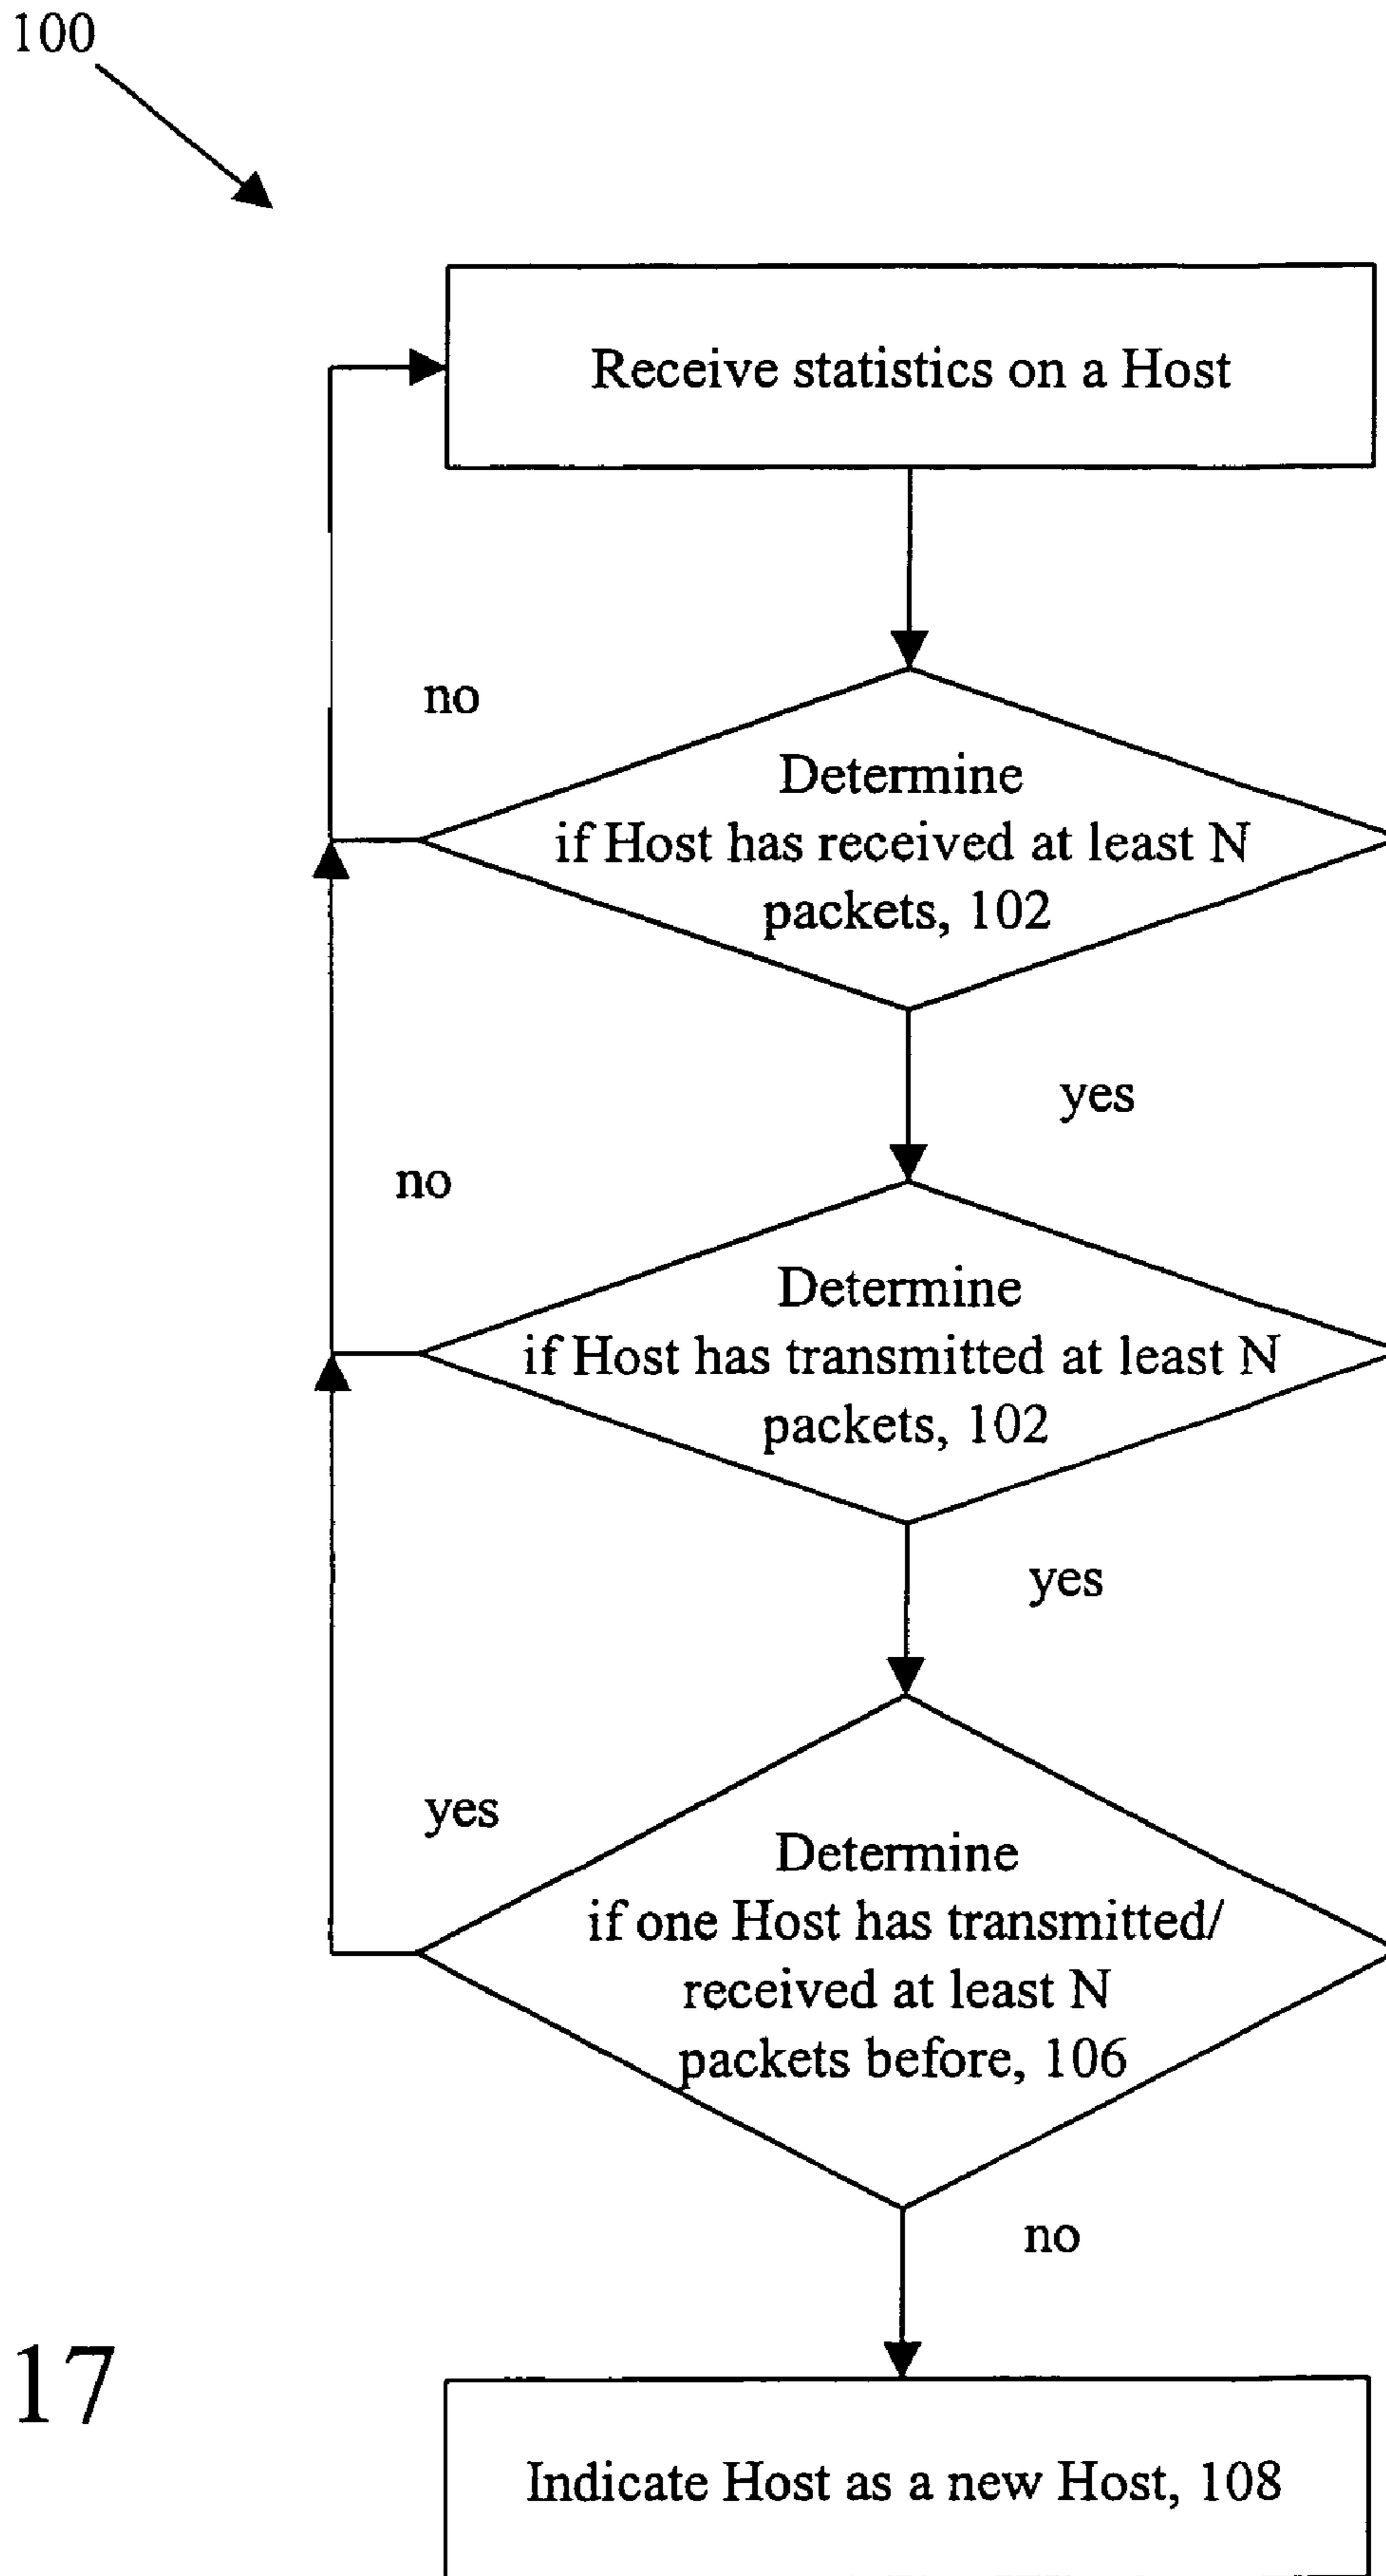 100
Receive statistics on a Host
no
Determine
if Host has received at least N
packets, 102
yes
no
Determine
if Host has transmitted at least N
packets, 102
yes
yes
Determine
if one Host has transmitted/
received at least N
packets before, 106
no
17
Indicate Host as a new Host, 108